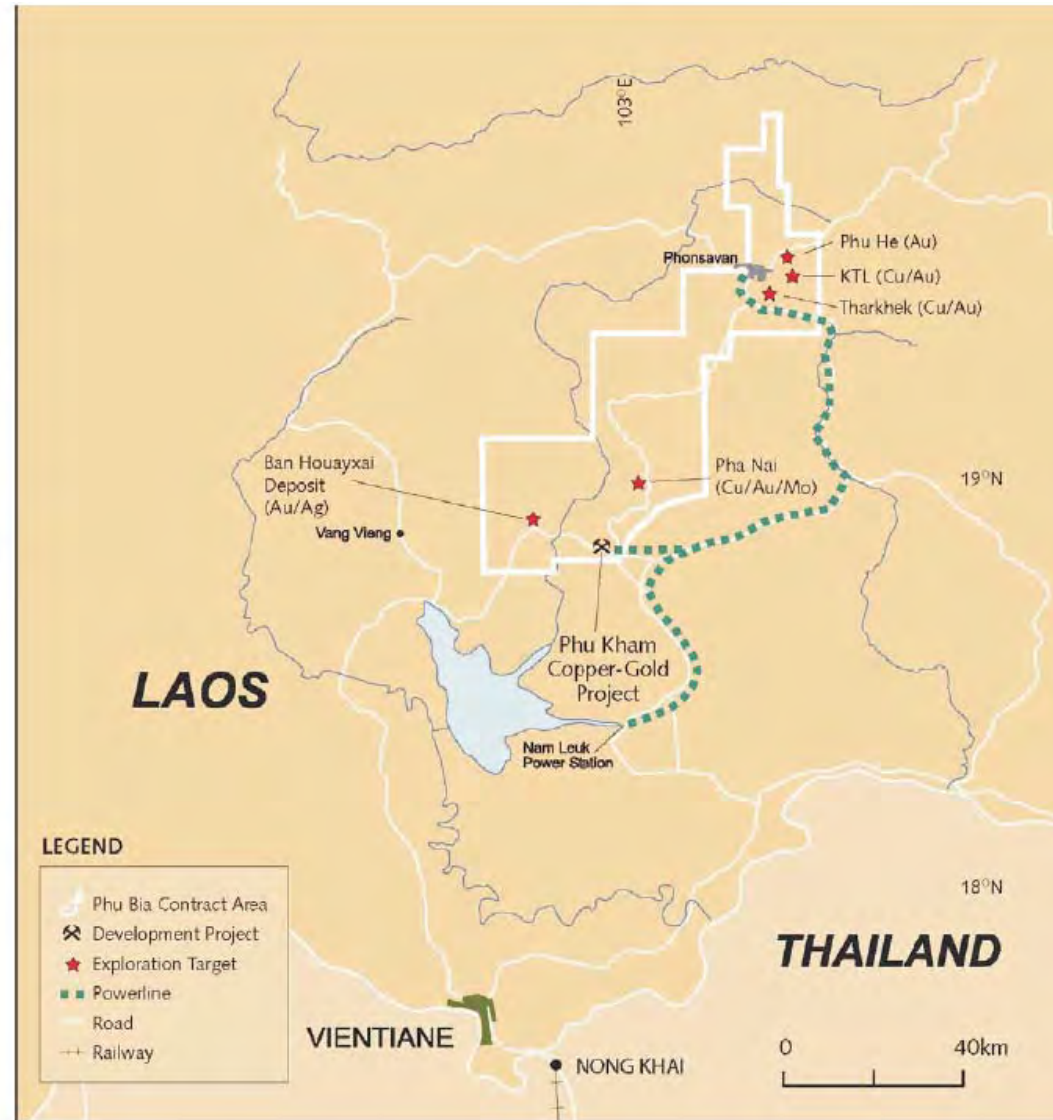 103°E
Phu He (Au)
Phonsavan
KTL (Cu/Au)
Tharkhek (Cu/Au)
Ban Houayxai
Deposit
(Au/Ag)
Pha Nai
(Cu/Au/Mo)
19°N
Vang Vieng
Phu Kham
Copper-Gold
Project
LAOS
Nam Leuk
Power Station
LEGEND
Phu Bia Contract Area
Development Project
Exploration Target
Powerline
Road
Railway
18°N
THAILAND
VIENTIANE
NONG KHAI
0 40km